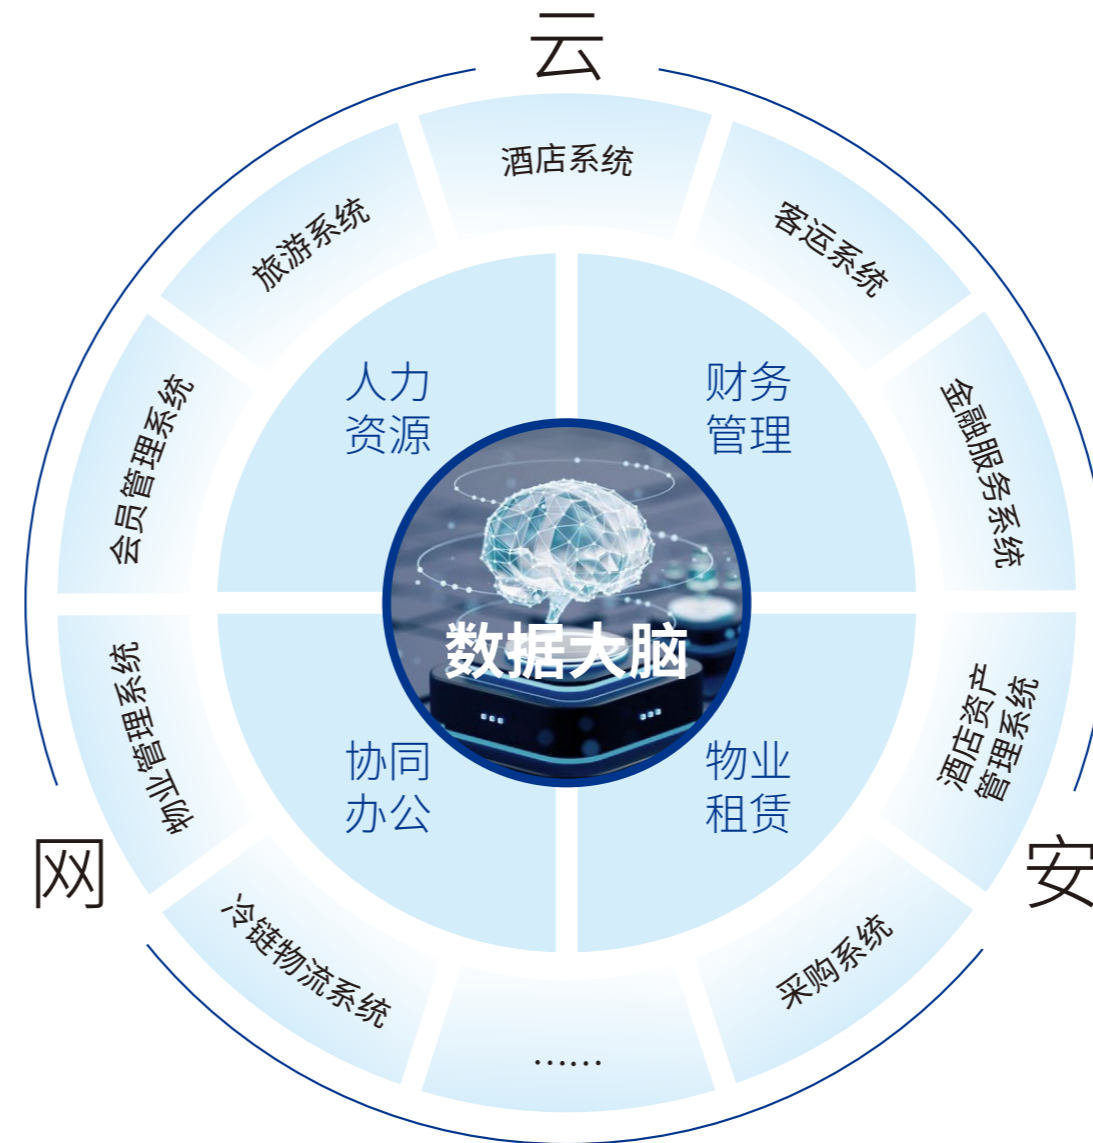 云
酒店系统
客运系统
金融服务系统
酒店资产
管理系统
采购系统
……
冷链物流系统
物业管理系统
会员管理系统
旅游系统
人力
资源
财务
管理
数据大脑
协同
办公
物业
租赁
网
安